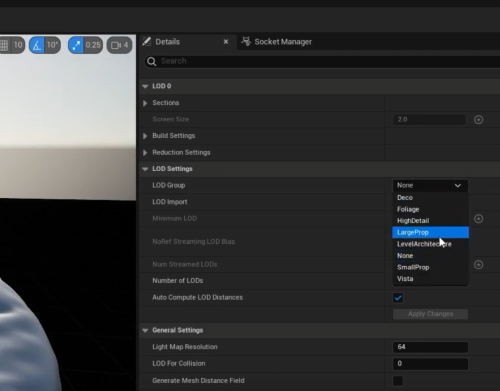 10 10° 0.25 4
Details × Socket Manager
Search
LOD 0
Sections
Screen Size 2.0
Build Settings
Reduction Settings
LOD Settings
LOD Group None
LOD Import Deco
Foliage
Minimum LOD HighDetail
LargeProp
NoRef Streaming LOD Bias LevelArchitecture
None
Num Streamed LODs SmallProp
Number of LODs Vista
Auto Compute LOD Distances
Apply Changes
General Settings
Light Map Resolution 64
LOD For Collision 0
Generate Mesh Distance Field